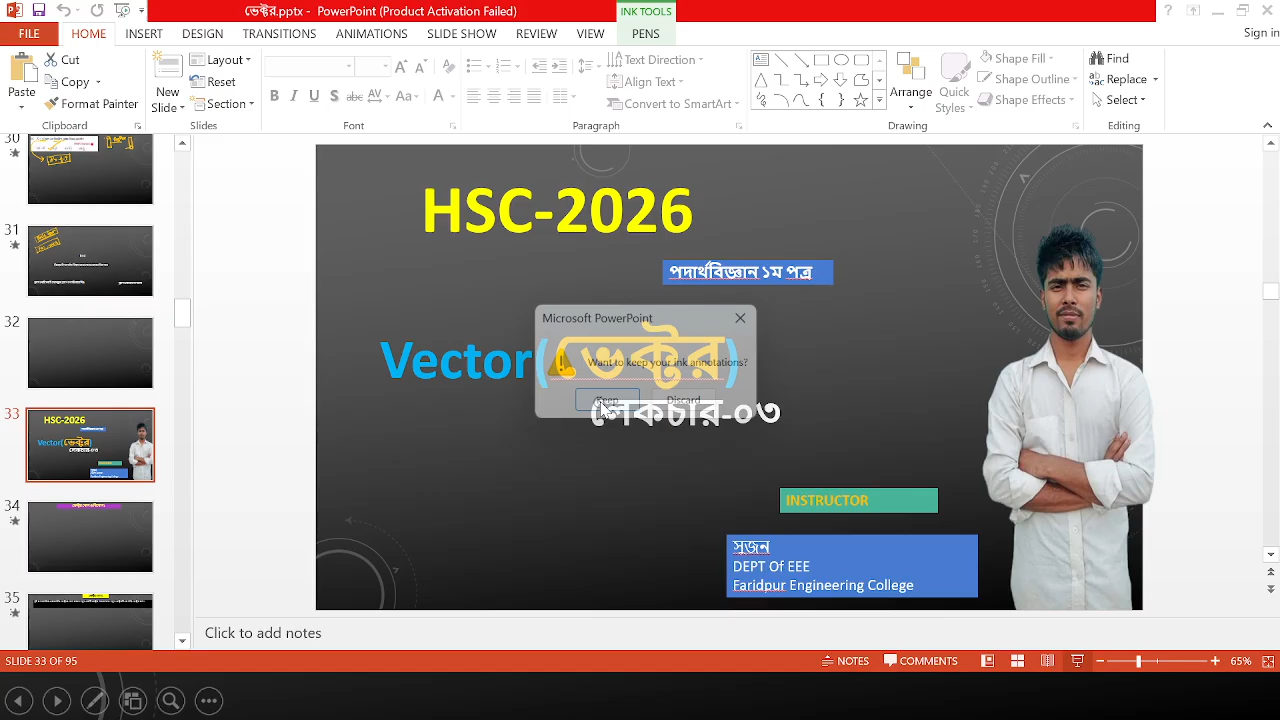 ভেক্টর.pptx - PowerPoint (Product Activation Failed)
INK TOOLS
FILE HOME INSERT DESIGN TRANSITIONS ANIMATIONS SLIDE SHOW REVIEW VIEW PENS
Sign in
Paste
Cut
Copy
Format Painter
Clipboard
New Slide
Layout
Reset
Section
Slides
Font
Text Direction
Align Text
Convert to SmartArt
Paragraph
Arrange
Quick Styles
Shape Fill
Shape Outline
Shape Effects
Drawing
Find
Replace
Select
Editing
30
31
32
33
34
35
HSC-2026
পদার্থবিজ্ঞান ১ম পত্র
Vector(ভেক্টর)
লেকচার-০৩
Microsoft PowerPoint
Want to keep your ink annotations?
Keep
Discard
INSTRUCTOR
সুজন
DEPT Of EEE
Faridpur Engineering College
HSC-2026
Vector(ভেক্টর)
লেকচার-০৩
Click to add notes
SLIDE 33 OF 95
NOTES
COMMENTS
65%